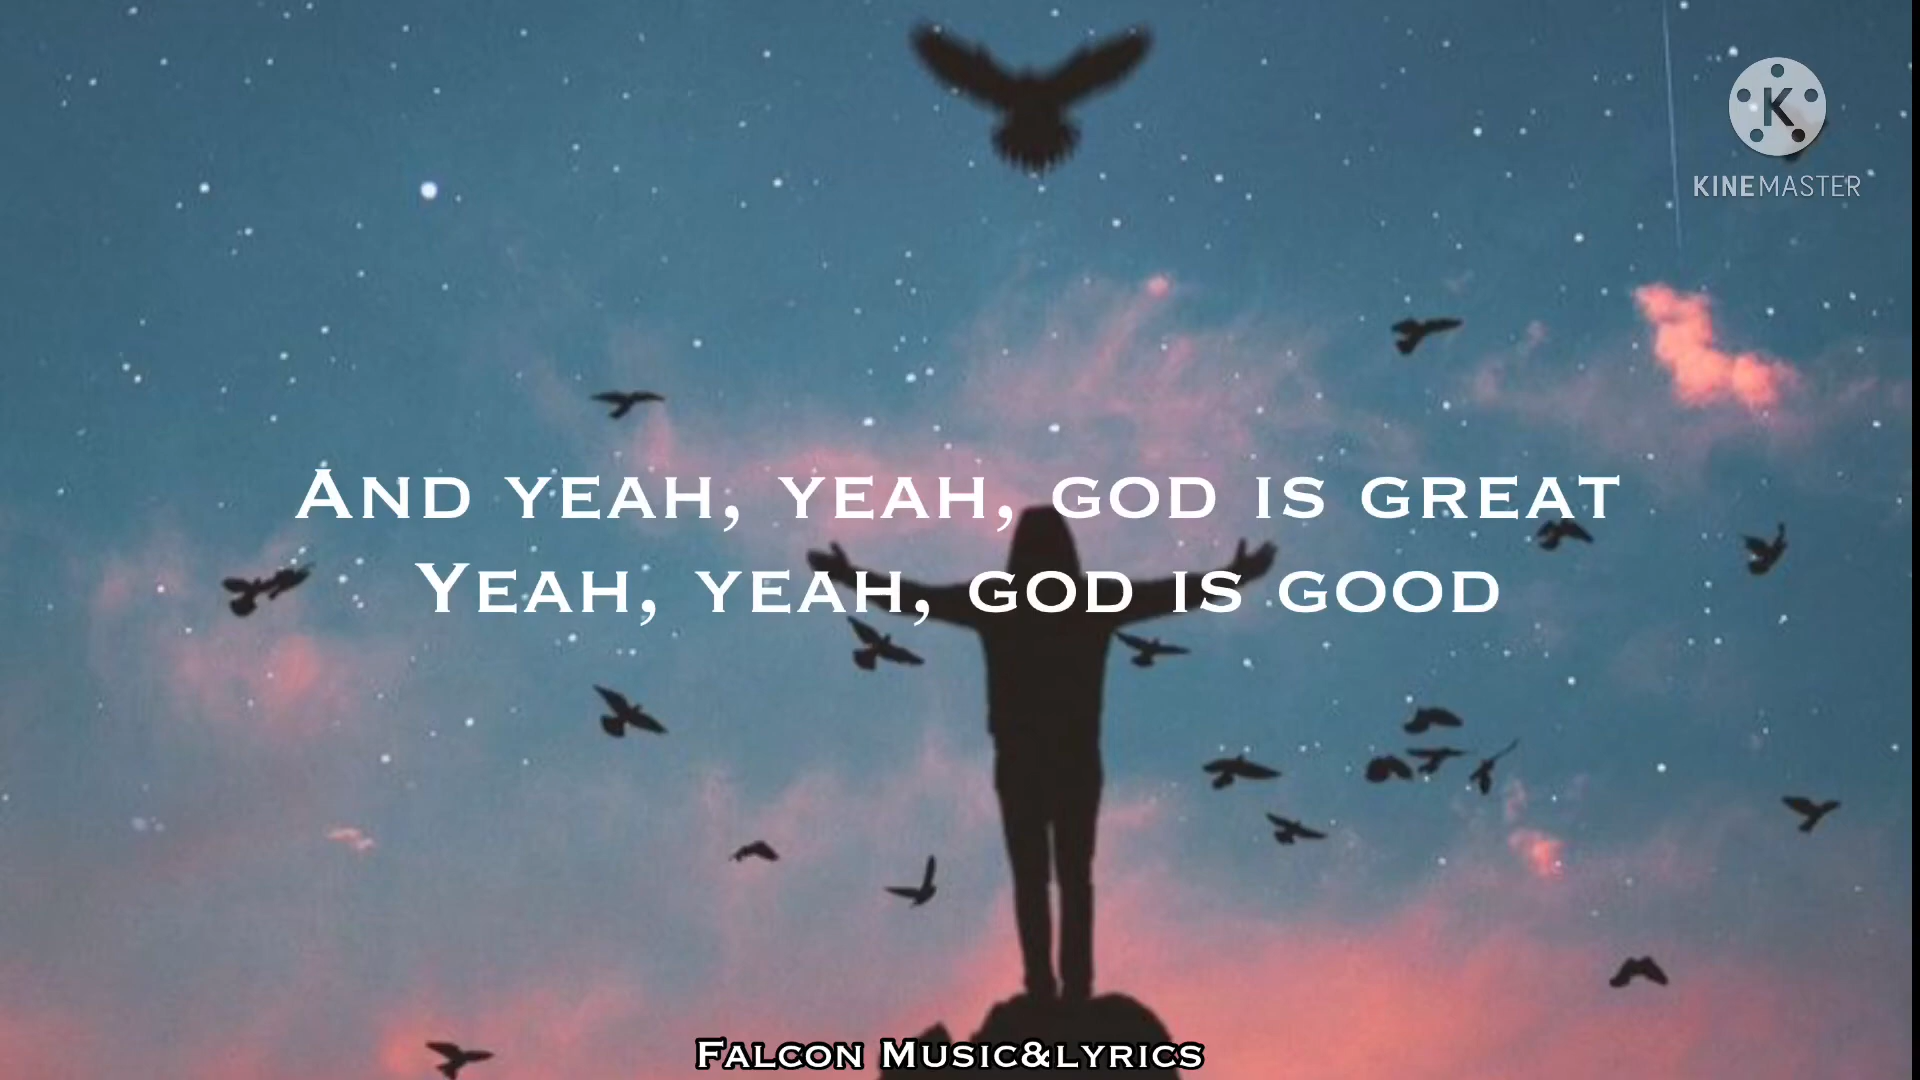 K
KINEMASTER
AND YEAH, YEAH, GOD IS GREAT
YEAH, YEAH, GOD IS GOOD
FALCON MUSIC&LYRICS